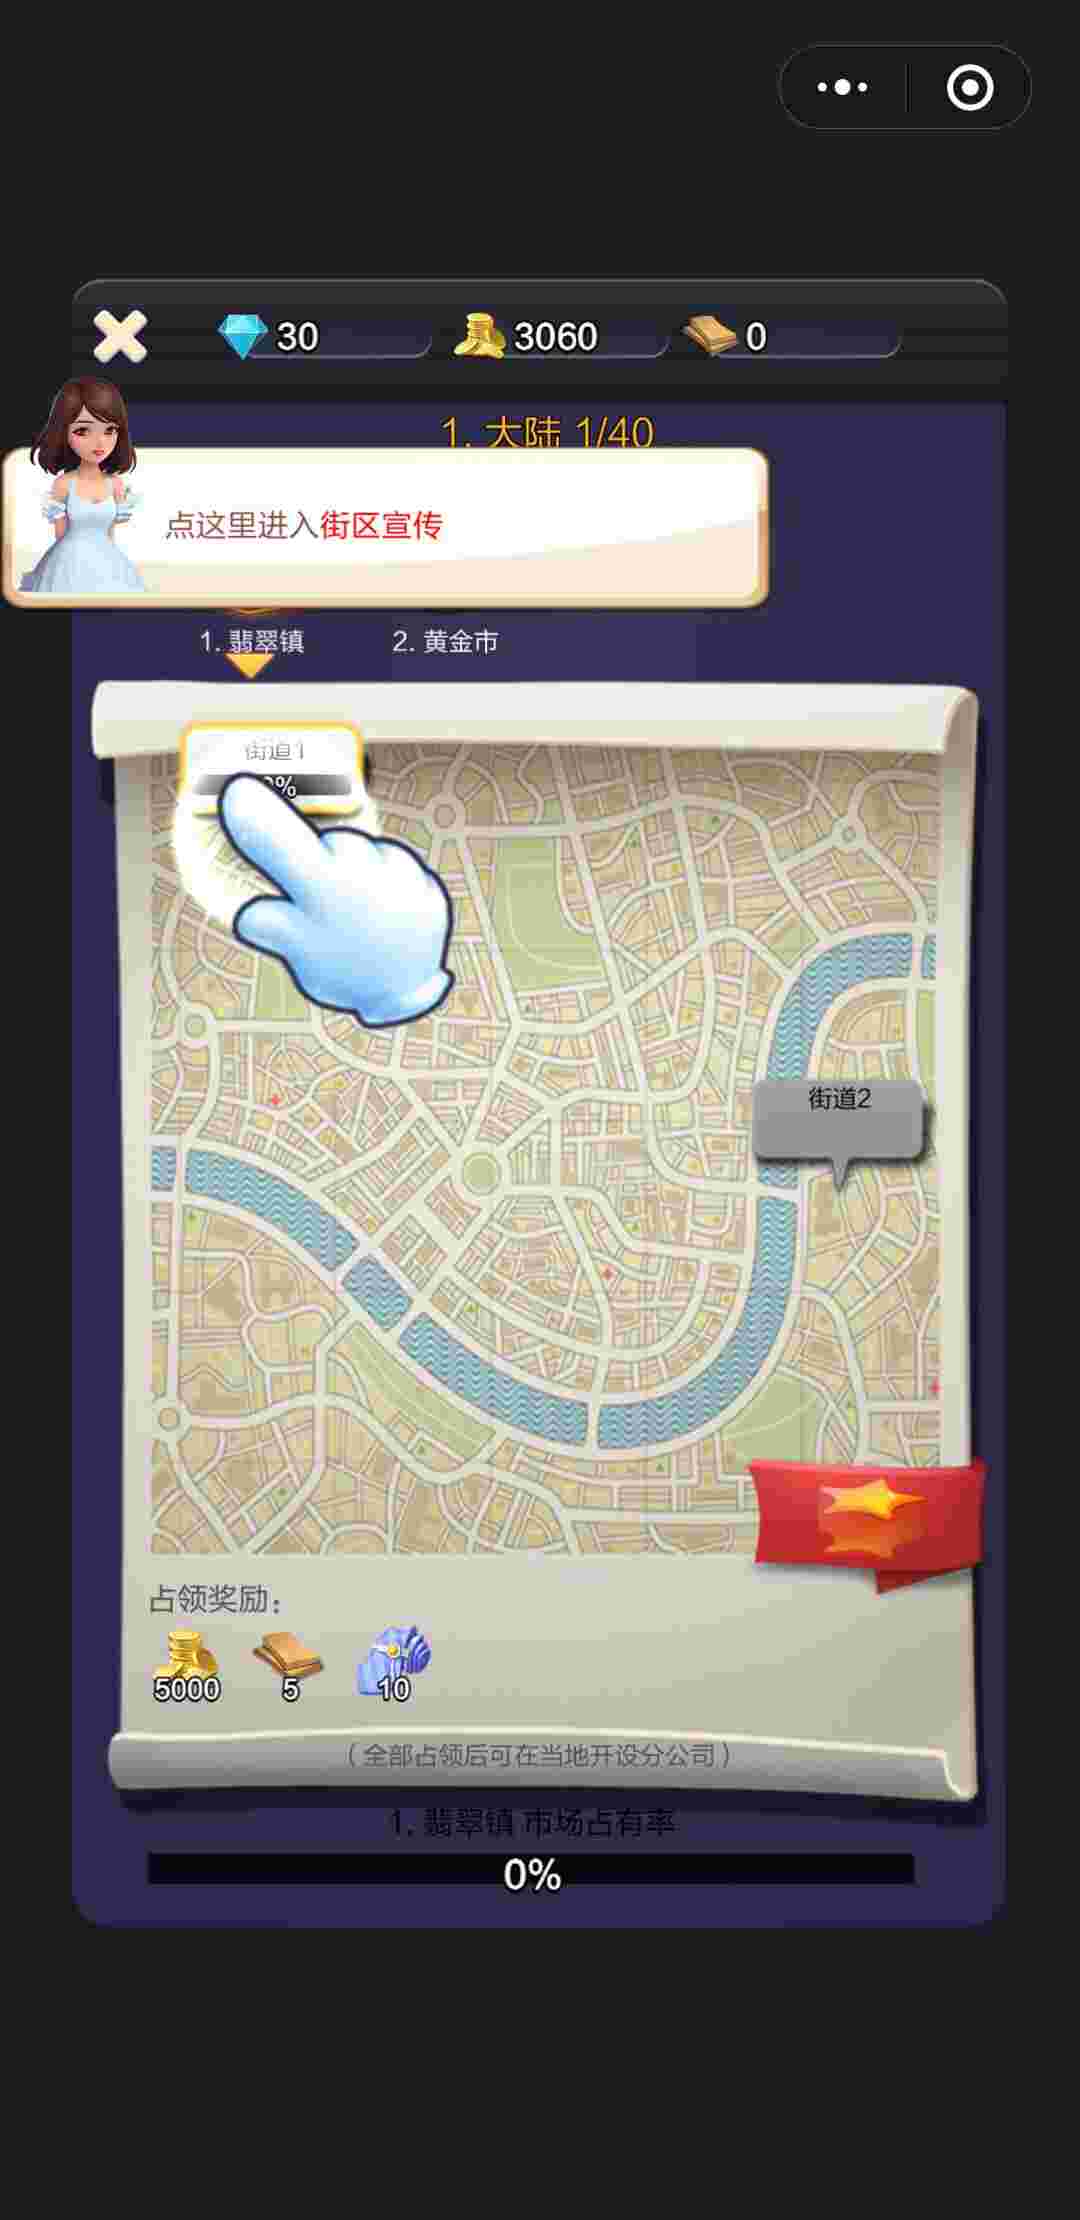 30 3060 0
1. 大陆 1/40
点这里进入街区宣传
1. 翡翠镇 2. 黄金市
街道1
街道2
占领奖励：
5000 5 10
（全部占领后可在当地开设分公司）
1. 翡翠镇 市场占有率
0%